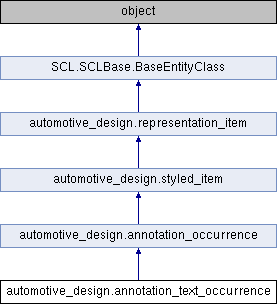 object
SCL.SCLBase.BaseEntityClass
automotive_design.representation_item
automotive_design.styled_item
automotive_design.annotation_occurrence
automotive_design.annotation_text_occurrence